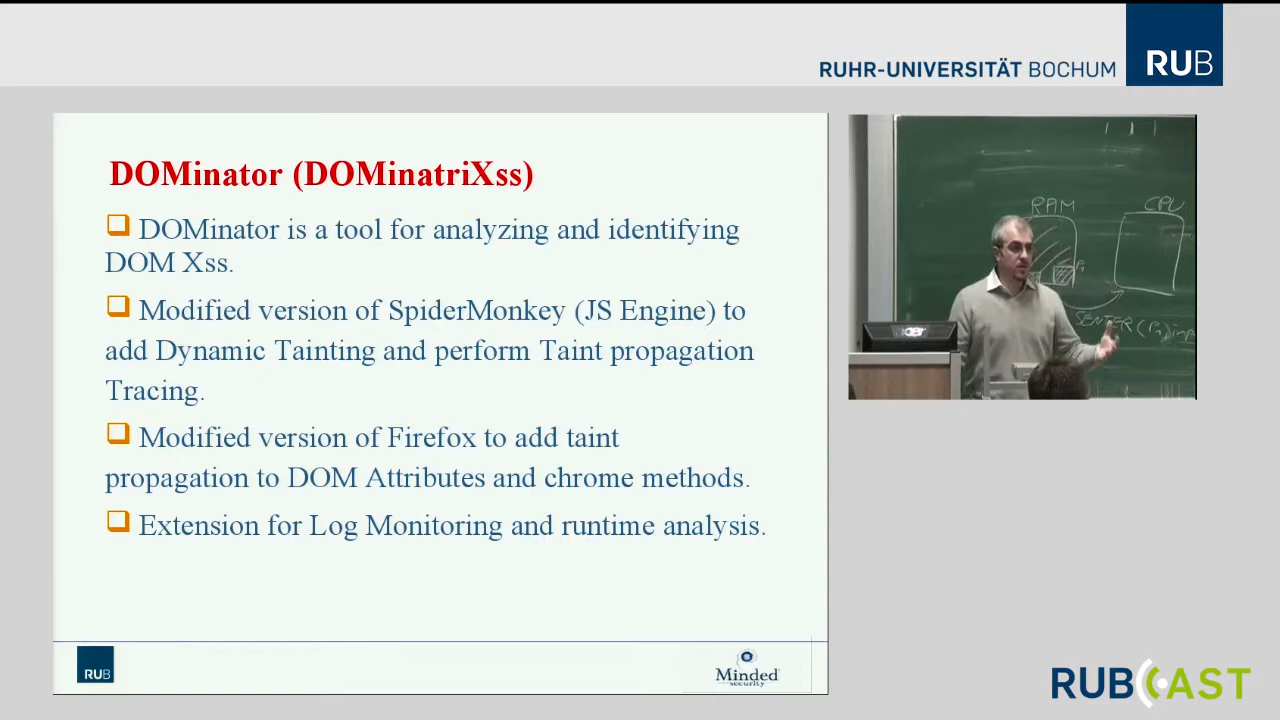 RUHR-UNIVERSITÄT BOCHUM
RUB
DOMinator (DOMinatriXss)
DOMinator is a tool for analyzing and identifying
DOM Xss.
Modified version of SpiderMonkey (JS Engine) to
add Dynamic Tainting and perform Taint propagation
Tracing.
Modified version of Firefox to add taint
propagation to DOM Attributes and chrome methods.
Extension for Log Monitoring and runtime analysis.
RUB
Minded
security
RAM
CPU
acer
RUBCAST